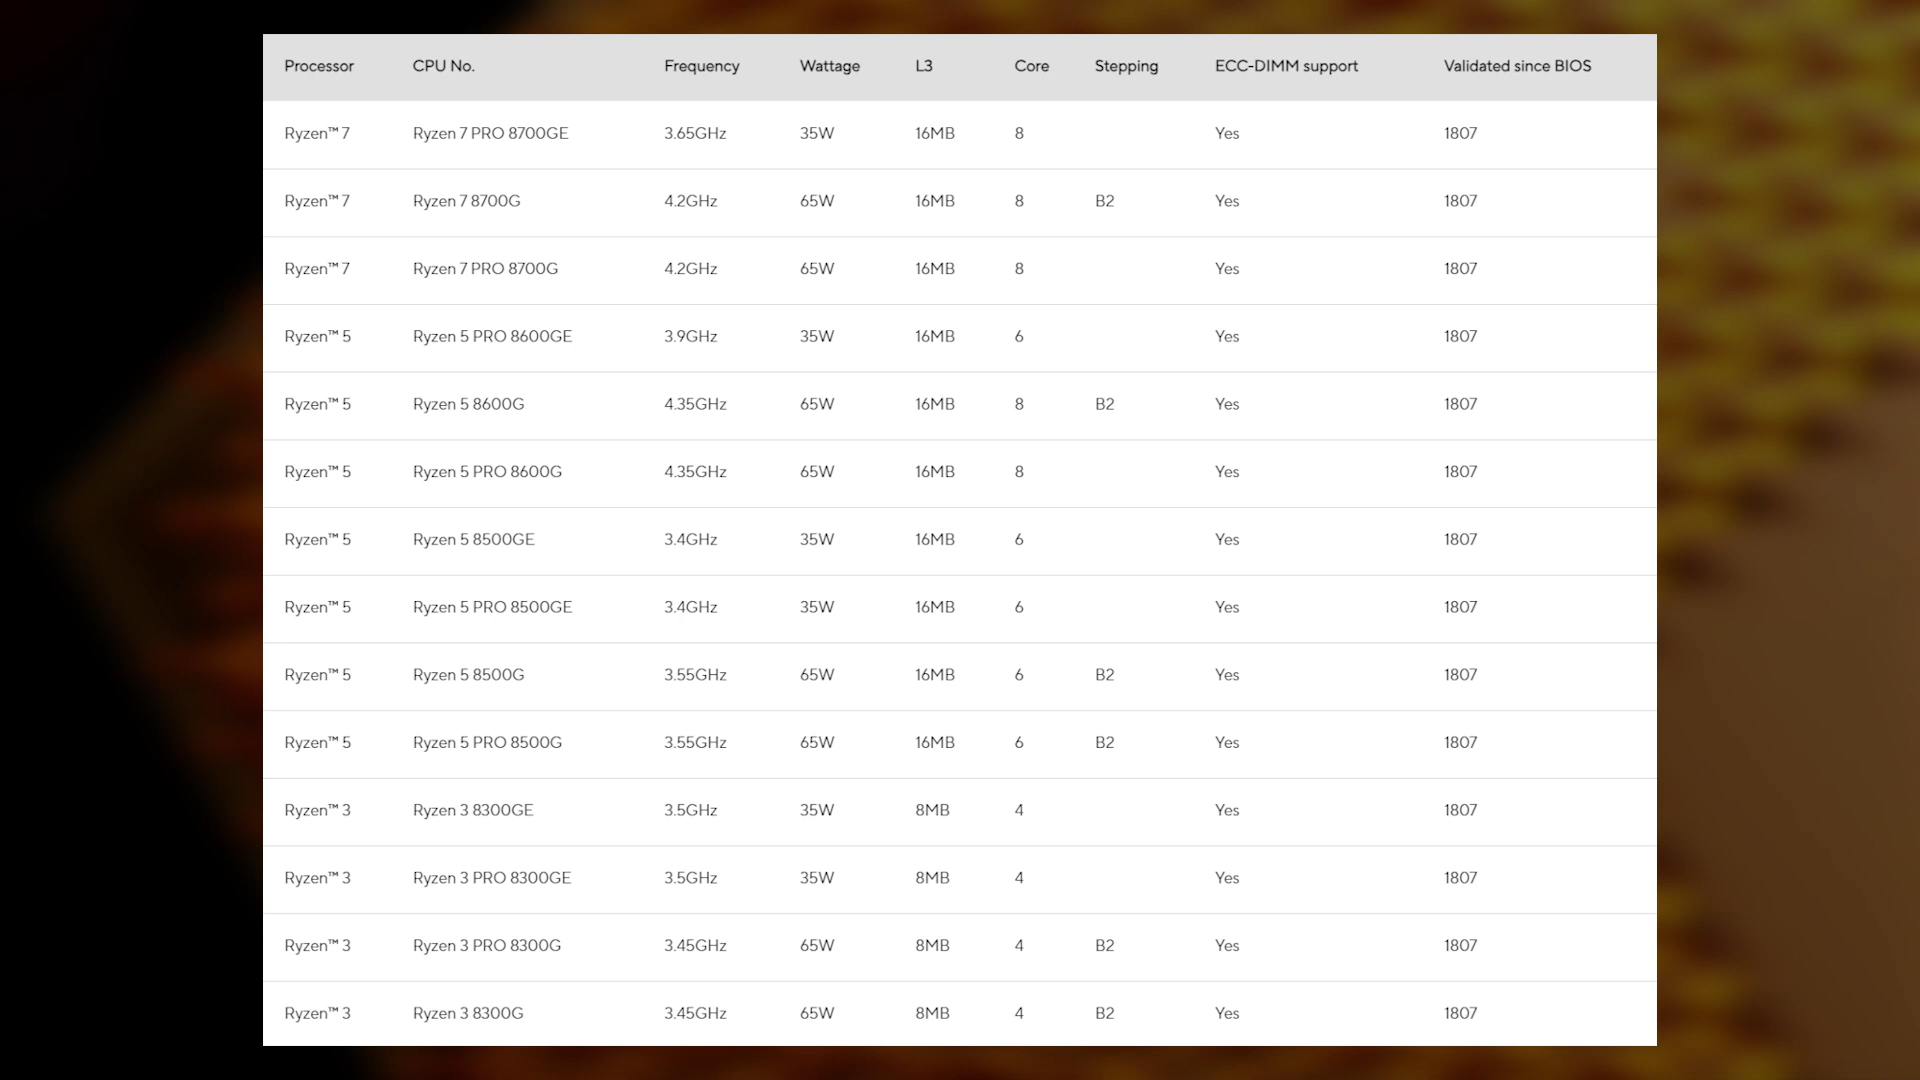 Processor CPU No. Frequency Wattage L3 Core Stepping ECC-DIMM support Validated since BIOS
Ryzen™ 7 Ryzen 7 PRO 8700GE 3.65GHz 35W 16MB 8 Yes 1807
Ryzen™ 7 Ryzen 7 8700G 4.2GHz 65W 16MB 8 B2 Yes 1807
Ryzen™ 7 Ryzen 7 PRO 8700G 4.2GHz 65W 16MB 8 Yes 1807
Ryzen™ 5 Ryzen 5 PRO 8600GE 3.9GHz 35W 16MB 6 Yes 1807
Ryzen™ 5 Ryzen 5 8600G 4.35GHz 65W 16MB 8 B2 Yes 1807
Ryzen™ 5 Ryzen 5 PRO 8600G 4.35GHz 65W 16MB 8 Yes 1807
Ryzen™ 5 Ryzen 5 8500GE 3.4GHz 35W 16MB 6 Yes 1807
Ryzen™ 5 Ryzen 5 PRO 8500GE 3.4GHz 35W 16MB 6 Yes 1807
Ryzen™ 5 Ryzen 5 8500G 3.55GHz 65W 16MB 6 B2 Yes 1807
Ryzen™ 5 Ryzen 5 PRO 8500G 3.55GHz 65W 16MB 6 B2 Yes 1807
Ryzen™ 3 Ryzen 3 8300GE 3.5GHz 35W 8MB 4 Yes 1807
Ryzen™ 3 Ryzen 3 PRO 8300GE 3.5GHz 35W 8MB 4 Yes 1807
Ryzen™ 3 Ryzen 3 PRO 8300G 3.45GHz 65W 8MB 4 B2 Yes 1807
Ryzen™ 3 Ryzen 3 8300G 3.45GHz 65W 8MB 4 B2 Yes 1807